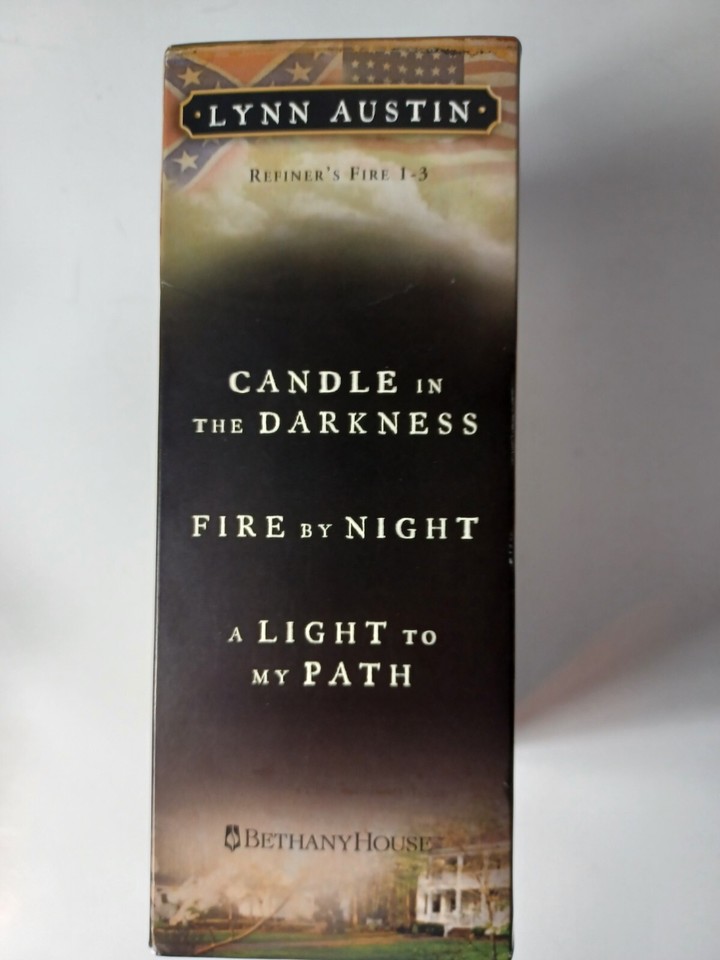 LYNN AUSTIN
REFINER'S FIRE 1-3
CANDLE IN
THE DARKNESS
FIRE BY NIGHT
A LIGHT TO
MY PATH
BETHANYHOUSE